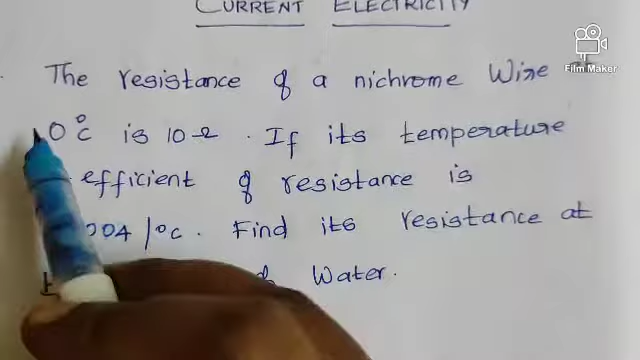 CURRENT ELECTRICITY
The resistance of a nichrome wire
0°C is 10 Ω. If its temperature
efficient of resistance is
004 /°C. Find its resistance at
Water.
Film Maker